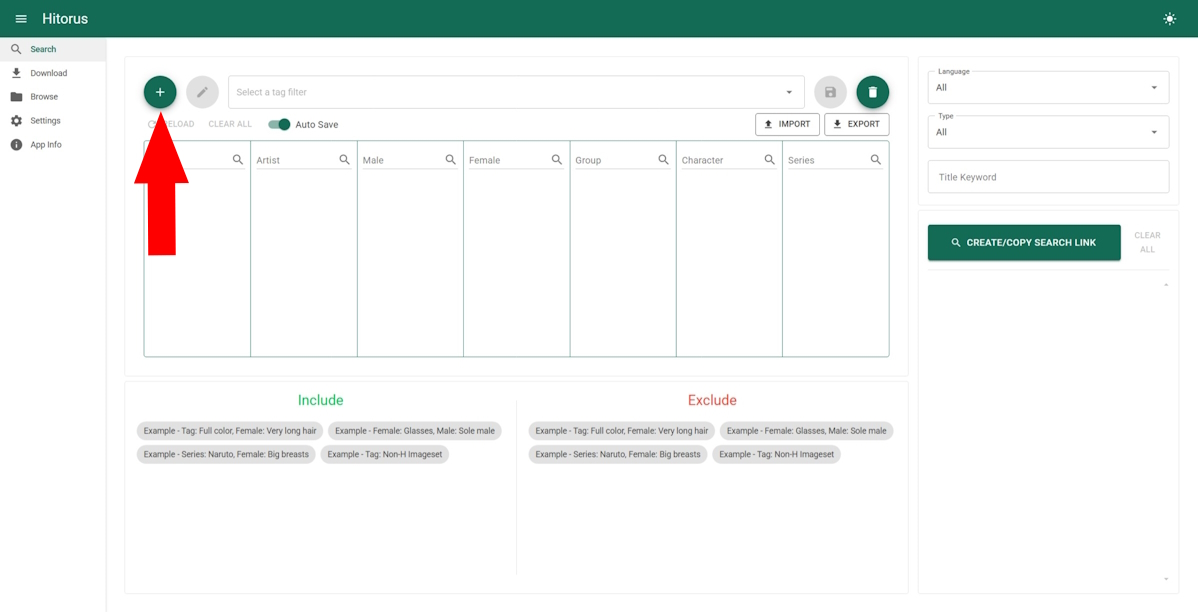 Hitorus
Search
Download
Browse
Settings
App Info
Select a tag filter
CLEAR ALL
Auto Save
IMPORT
EXPORT
Artist
Male
Female
Group
Character
Series
Include
Example - Tag: Full color, Female: Very long hair
Example - Female: Glasses, Male: Sole male
Example - Series: Naruto, Female: Big breasts
Example - Tag: Non-H Imageset
Exclude
Example - Tag: Full color, Female: Very long hair
Example - Female: Glasses, Male: Sole male
Example - Series: Naruto, Female: Big breasts
Example - Tag: Non-H Imageset
Language
All
Type
All
Title Keyword
CREATE/COPY SEARCH LINK
CLEAR
ALL